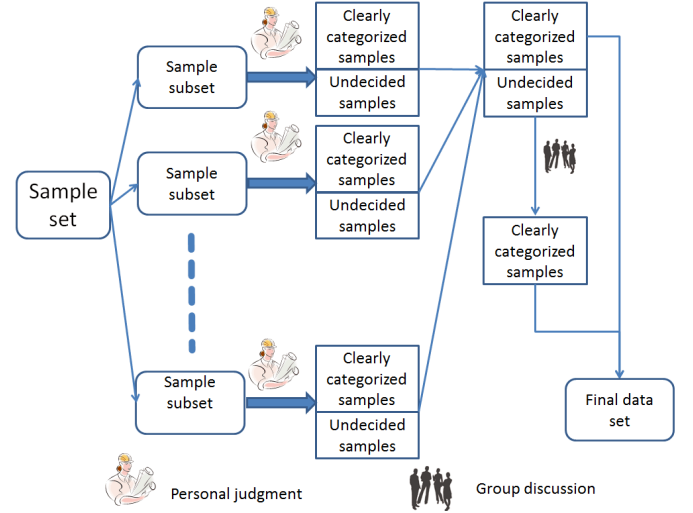 Sample
set
Sample
subset
Clearly
categorized
samples
Undecided
samples
Sample
subset
Clearly
categorized
samples
Undecided
samples
Sample
subset
Clearly
categorized
samples
Undecided
samples
Clearly
categorized
samples
Undecided
samples
Clearly
categorized
samples
Final data
set
Personal judgment
Group discussion